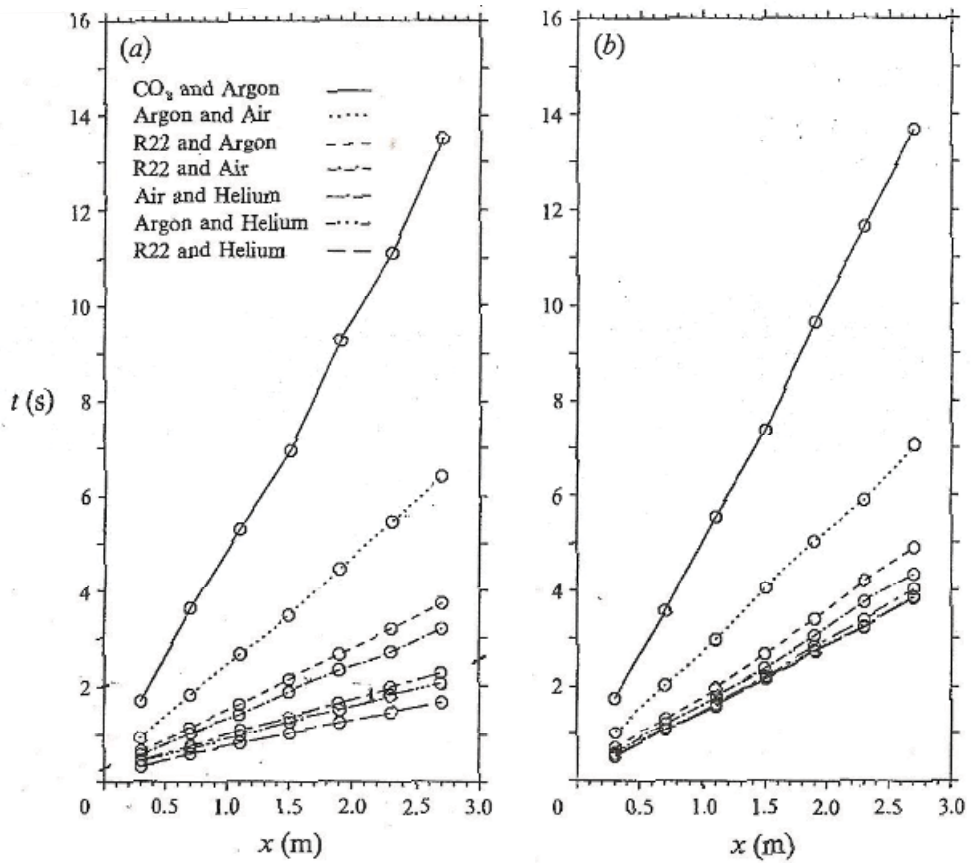 (a)
CO₂ and Argon
Argon and Air
R22 and Argon
R22 and Air
Air and Helium
Argon and Helium
R22 and Helium
16
14
12
10
8
6
4
2
0
t (s)
0.5 1.0 1.5 2.0 2.5 3.0
x (m)
(b)
16
14
12
10
8
6
4
2
0
0.5 1.0 1.5 2.0 2.5 3.0
x (m)